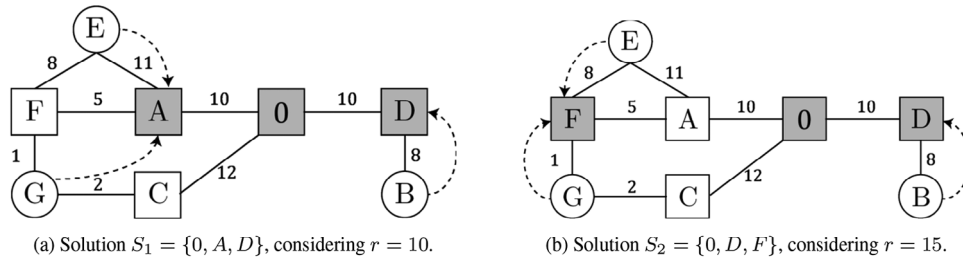 E
E
8
11
8
11
F
5
A
10
0
10
D
F
5
A
10
0
10
D
1
12
8
1
12
8
G
2
C
B
G
2
C
B
(a) Solution S₁ = {0, A, D}, considering r = 10.
(b) Solution S₂ = {0, D, F}, considering r = 15.